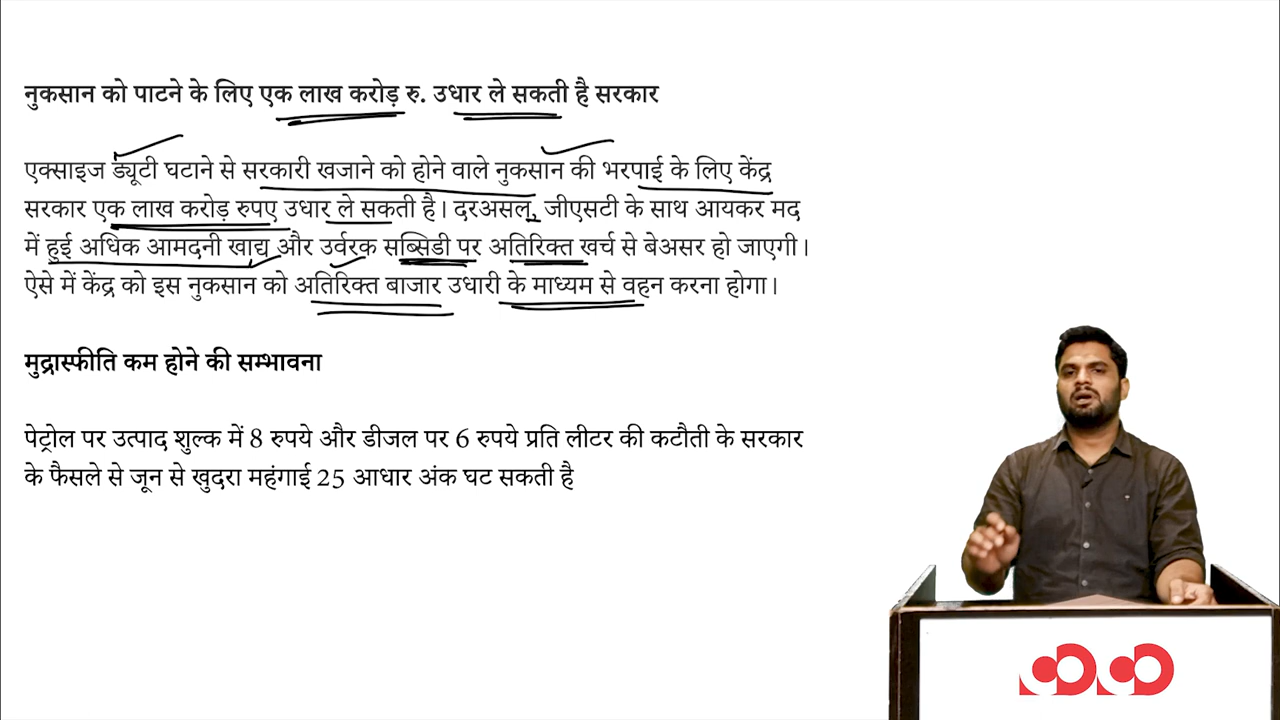 नुकसान को पाटने के लिए एक लाख करोड़ रु. उधार ले सकती है सरकार
एक्साइज ड्यूटी घटाने से सरकारी खजाने को होने वाले नुकसान की भरपाई के लिए केंद्र
सरकार एक लाख करोड़ रुपए उधार ले सकती है। दरअसल, जीएसटी के साथ आयकर मद
में हुई अधिक आमदनी खाद्य और उर्वरक सब्सिडी पर अतिरिक्त खर्च से बेअसर हो जाएगी।
ऐसे में केंद्र को इस नुकसान को अतिरिक्त बाजार उधारी के माध्यम से वहन करना होगा।
मुद्रास्फीति कम होने की सम्भावना
पेट्रोल पर उत्पाद शुल्क में 8 रुपये और डीजल पर 6 रुपये प्रति लीटर की कटौती के सरकार
के फैसले से जून से खुदरा महंगाई 25 आधार अंक घट सकती है